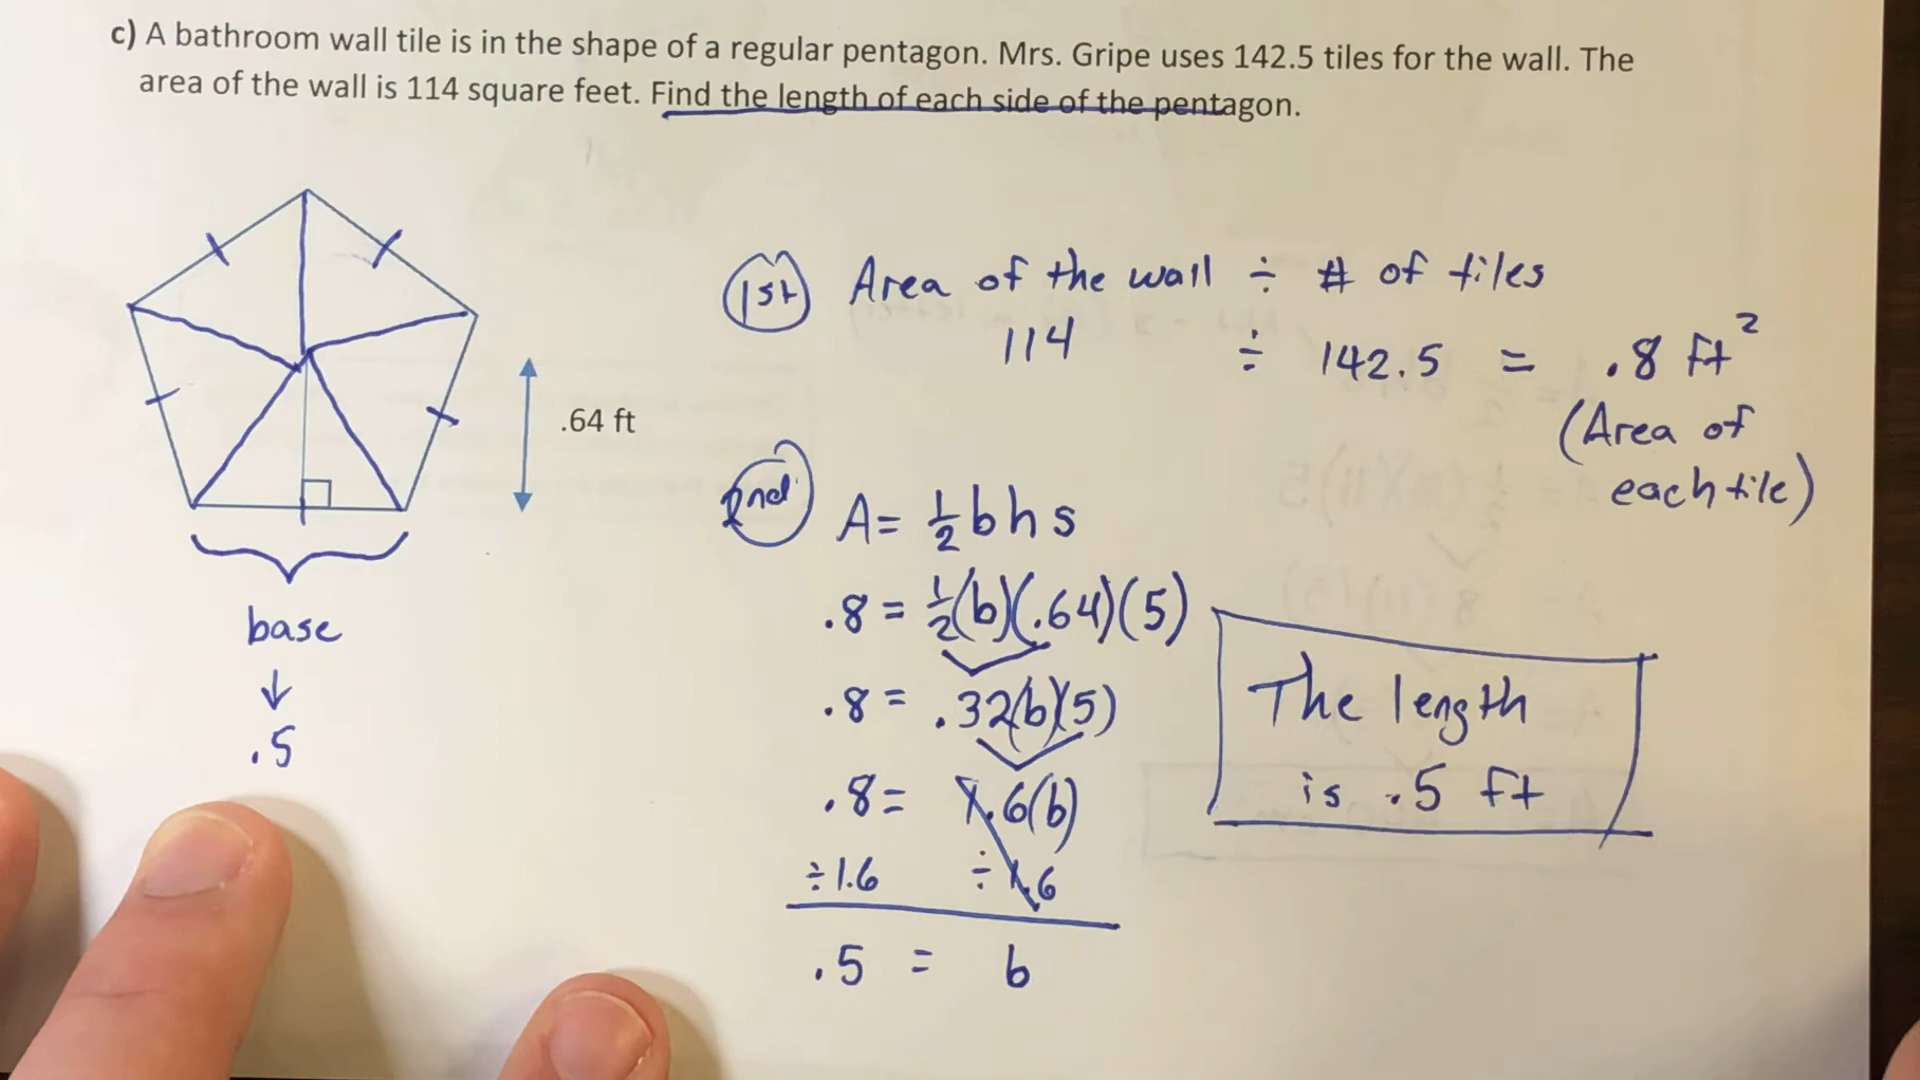 c) A bathroom wall tile is in the shape of a regular pentagon. Mrs. Gripe uses 142.5 tiles for the wall. The
area of the wall is 114 square feet. Find the length of each side of the pentagon.
1st Area of the wall ÷ # of tiles
114 ÷ 142.5 = .8 ft²
(Area of
each tile)
.64 ft
base
↓
.5
2nd A = ½ b h s
.8 = ½(b)(.64)(5)
.8 = .32(b)(5)
.8 = 1.6(b)
÷1.6 ÷1.6
.5 = b
The length
is .5 ft